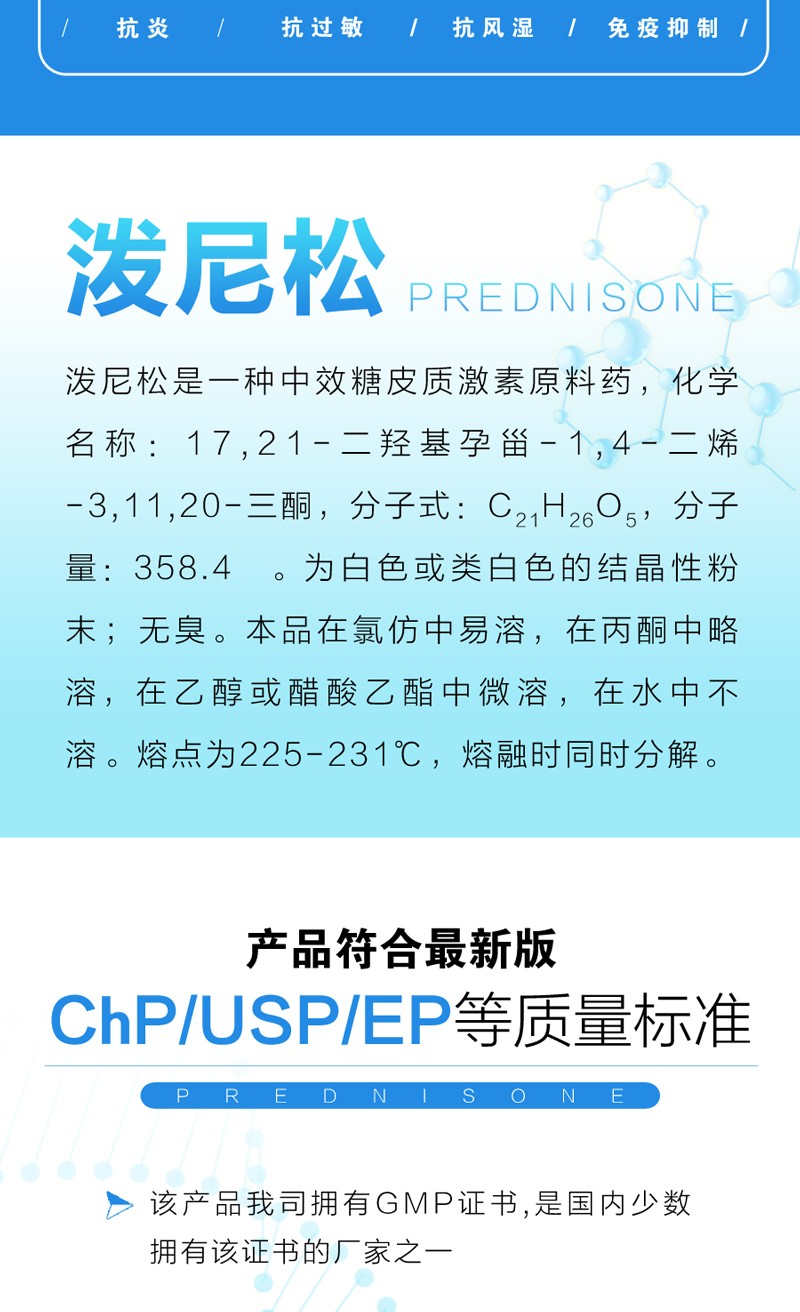 / 抗炎 / 抗过敏 / 抗风湿 / 免疫抑制 /
泼尼松 PREDNISONE
泼尼松是一种中效糖皮质激素原料药，化学
名称：17,21-二羟基孕甾-1,4-二烯
-3,11,20-三酮，分子式：C₂₁H₂₆O₅，分子
量：358.4 。为白色或类白色的结晶性粉
末；无臭。本品在氯仿中易溶，在丙酮中略
溶，在乙醇或醋酸乙酯中微溶，在水中不
溶。熔点为225-231℃，熔融时同时分解。
产品符合最新版
ChP/USP/EP等质量标准
PREDNISONE
该产品我司拥有GMP证书,是国内少数
拥有该证书的厂家之一